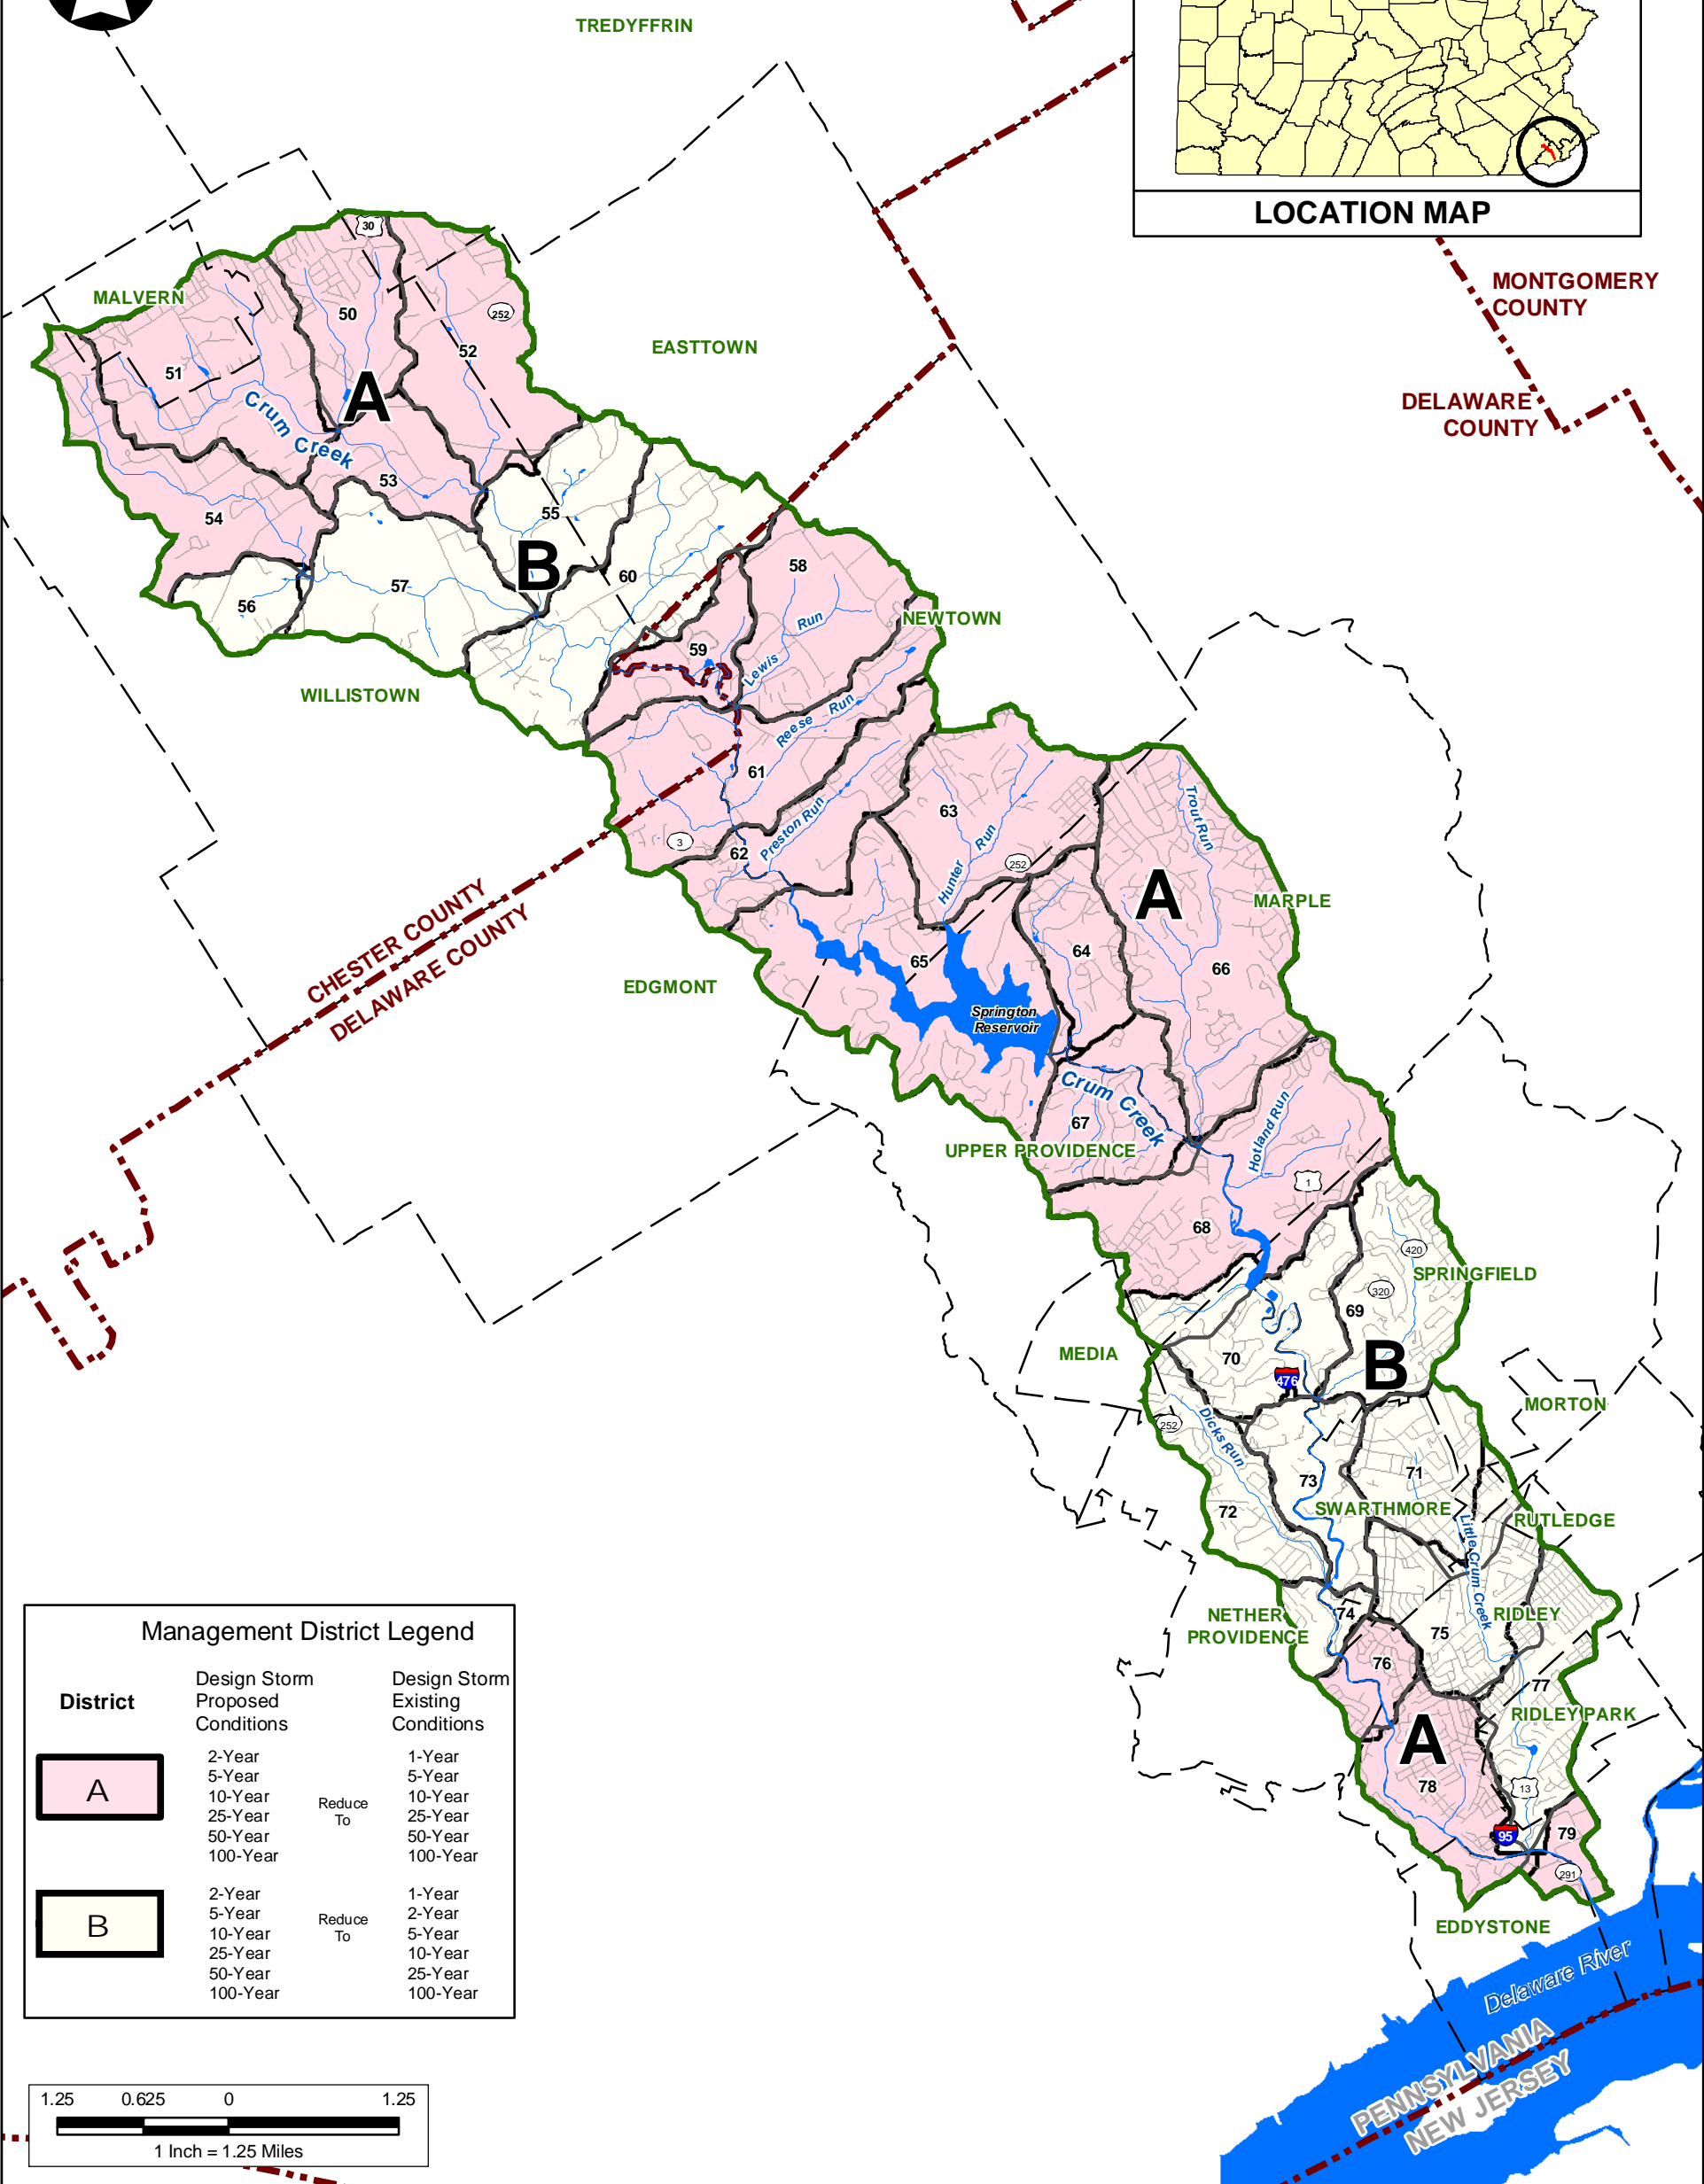 TREDYFFRIN
LOCATION MAP
MONTGOMERY
COUNTY
DELAWARE
COUNTY
30
MALVERN
50
252
52
51
EASTTOWN
A
Crum Creek
53
54
55
B
60
58
57
56
NEWTOWN
Lewis Run
59
WILLISTOWN
Reese Run
61
3
62
Preston Run
63
Hunter Run
252
Trout Run
A
MARPLE
64
66
65
CHESTER COUNTY
DELAWARE COUNTY
EDGMONT
Springton
Reservoir
Crum Creek
67
Hotland Run
UPPER PROVIDENCE
1
68
420
SPRINGFIELD
320
69
MEDIA
70
B
476
MORTON
252
Dicks Run
73
71
SWARTHMORE
72
RUTLEDGE
Little Crum Creek
NETHER
PROVIDENCE
74
RIDLEY
75
76
77
RIDLEY PARK
A
78
13
95
79
291
EDDYSTONE
Delaware River
PENNSYLVANIA
NEW JERSEY
Management District Legend
District
Design Storm
Proposed
Conditions
Design Storm
Existing
Conditions
A
2-Year 1-Year
5-Year 5-Year
10-Year 10-Year
Reduce
To
25-Year 25-Year
50-Year 50-Year
100-Year 100-Year
B
2-Year 1-Year
5-Year 2-Year
10-Year 5-Year
Reduce
To
25-Year 10-Year
50-Year 25-Year
100-Year 100-Year
1.25 0.625 0 1.25
1 Inch = 1.25 Miles